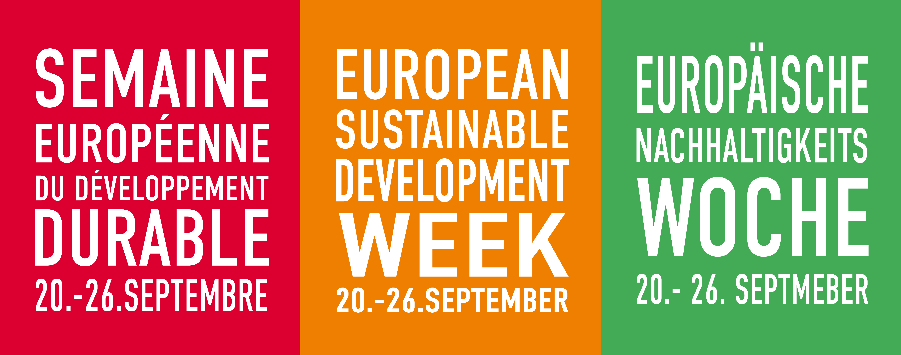 SEMAINE
EUROPÉENNE
DU DÉVELOPPEMENT
DURABLE
20.-26.SEPTEMBRE
EUROPEAN
SUSTAINABLE
DEVELOPMENT
WEEK
20.-26.SEPTEMBER
EUROPÄISCHE
NACHHALTIGKEITS
WOCHE
20.- 26. SEPTMEBER